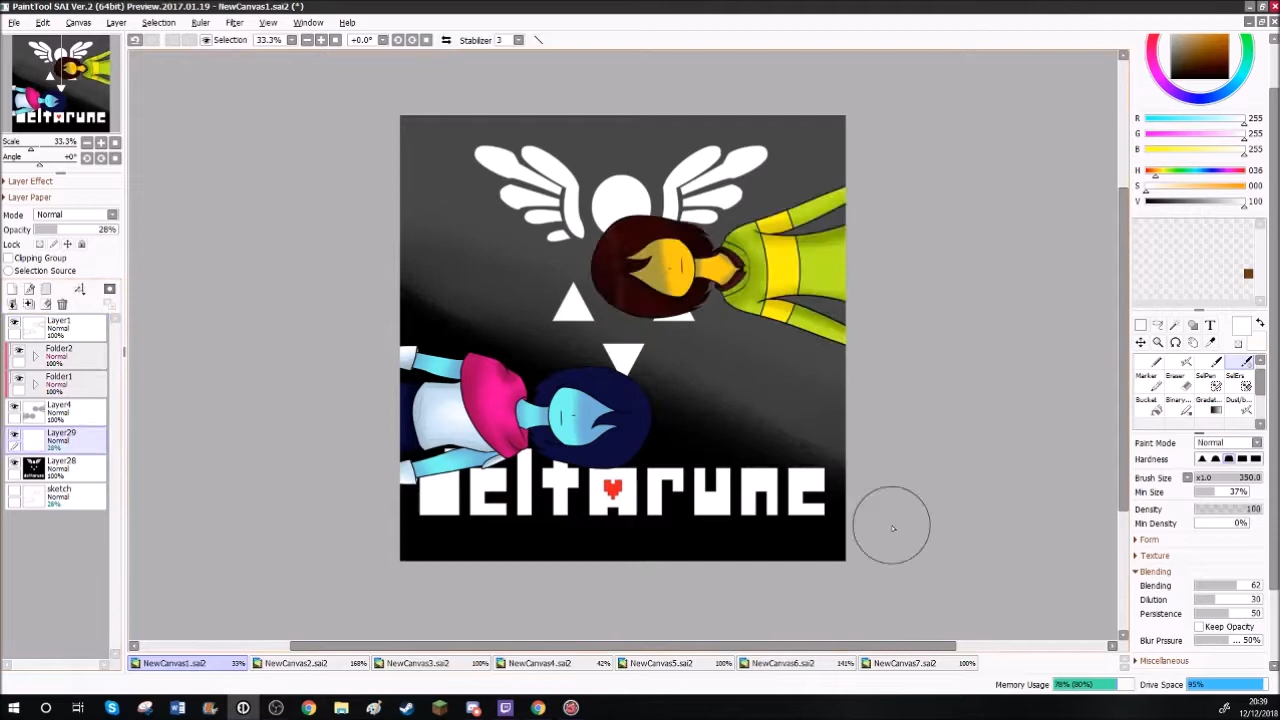 PaintTool SAI Ver.2 (64bit) Preview.2017.01.19 - [NewCanvas1.sai2 (*)
File Edit Canvas Layer Selection Ruler Filter View Window Help
Selection 33.3% +0.0° Stabilizer 3
deltarune
Scale 33.3%
Angle +0°
Layer Effect
Layer Paper
Mode Normal
Opacity 28%
Lock
Clipping Group
Selection Source
Layer1
Normal
100%
Folder2
Normal
100%
Folder1
Normal
100%
Layer4
Normal
100%
Layer29
Normal
28%
Layer28
Normal
100%
sketch
Normal
28%
deltarune
R 255
G 255
B 255
H 036
S 000
V 100
Marker Eraser SelPen SelErs
Bucket Binary... Gradat... Dust/b...
Paint Mode Normal
Hardness
Brush Size x1.0 350.0
Min Size 37%
Density 100
Min Density 0%
Form
Texture
Blending
Blending 62
Dilution 30
Persistence 50
Keep Opacity
Blur Prsure ... 50%
Miscellaneous
NewCanvas1.sai2 33% NewCanvas2.sai2 168% NewCanvas3.sai2 100% NewCanvas4.sai2 42% NewCanvas5.sai2 100% NewCanvas6.sai2 141% NewCanvas7.sai2 100%
Memory Usage 78% (80%) Drive Space 95%
20:39
12/12/2018